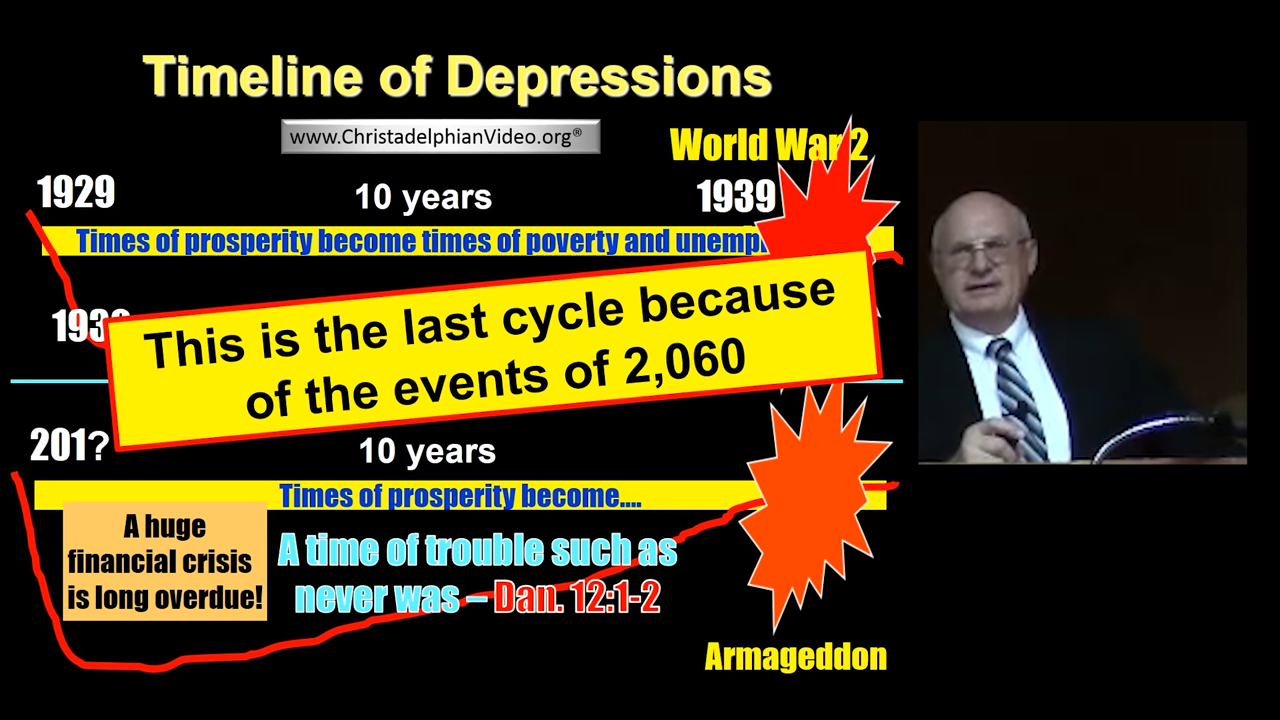 Timeline of Depressions
www.ChristadelphianVideo.org®
World War 2
1929 10 years 1939
Times of prosperity become times of poverty and
This is the last cycle because
of the events of 2,060
201? 10 years
Times of prosperity become....
A huge
financial crisis
is long overdue!
A time of trouble such as
never was – Dan. 12:1-2
Armageddon